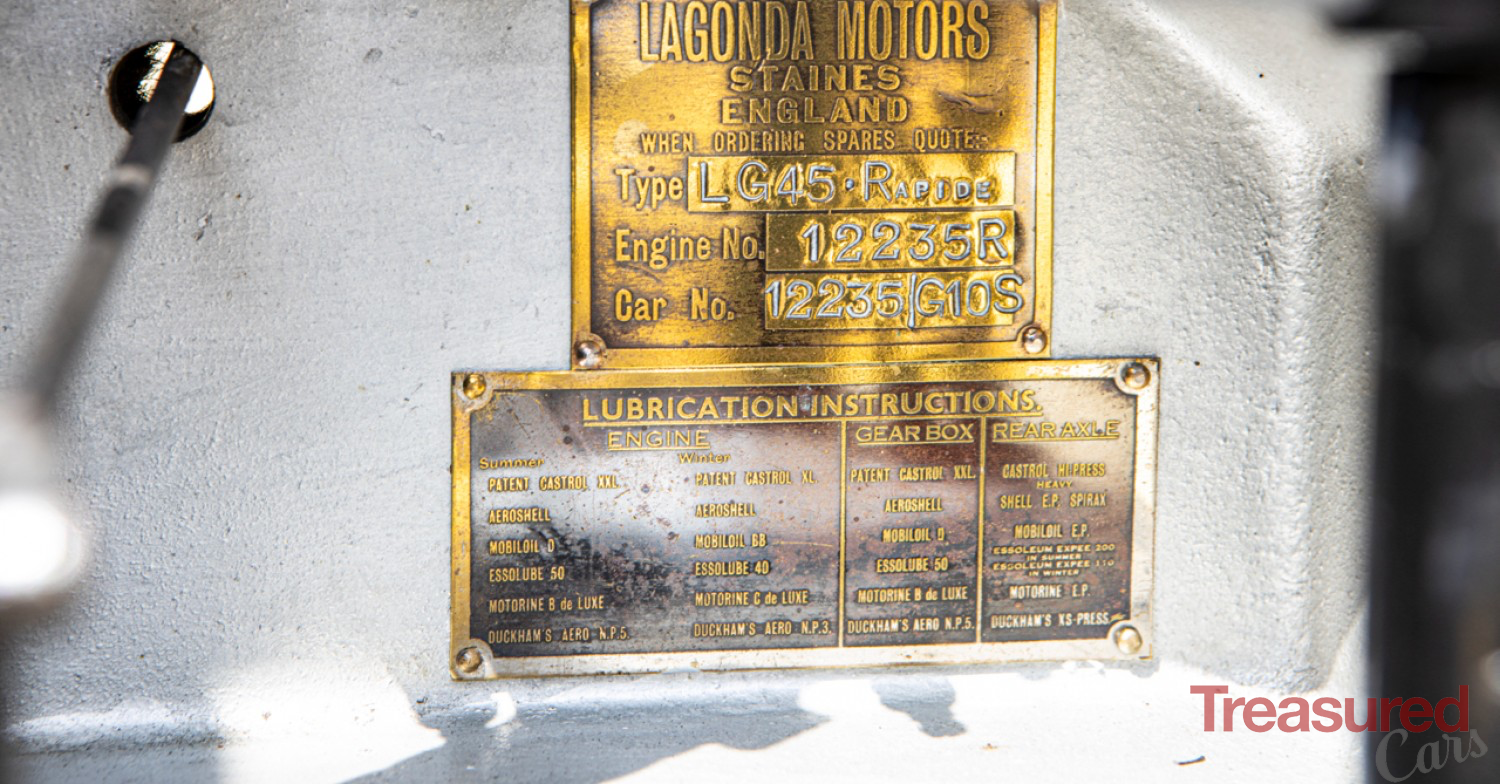 LAGONDA MOTORS
STAINES
ENGLAND
WHEN ORDERING SPARES QUOTE:-
Type LG45·RAPIDE
Engine No. 12235R
Car No. 12235/G10S
LUBRICATION INSTRUCTIONS.
ENGINE
Summer
PATENT CASTROL XXL
AEROSHELL
MOBILOIL D
ESSOLUBE 50
MOTORINE B de LUXE
DUCKHAM'S AERO N.P.5.
Winter
PATENT CASTROL XL.
AEROSHELL
MOBILOIL BB
ESSOLUBE 40
MOTORINE C de LUXE
DUCKHAM'S AERO N.P.3.
GEAR BOX
PATENT CASTROL XXL.
AEROSHELL
MOBILOIL D.
ESSOLUBE 50
MOTORINE B de LUXE
DUCKHAM'S AERO N.P.5.
REAR AXLE
CASTROL HI-PRESS
HEAVY
SHELL E.P. SPIRAX
MOBILOIL E.P.
ESSOLEUM EXPEE 200
IN SUMMER
ESSOLEUM EXPEE 110
IN WINTER
MOTORINE E.P.
DUCKHAM'S XS-PRESS
Treasured
Cars